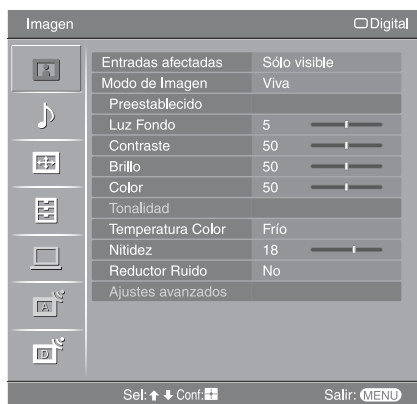 Imagen Digital
Entradas afectadas Sólo visible
Modo de Imagen Viva
Preestablecido
Luz Fondo 5
Contraste 50
Brillo 50
Color 50
Tonalidad
Temperatura Color Frío
Nitidez 18
Reductor Ruido No
Ajustes avanzados
A
D
Sel: Conf: Salir: MENU